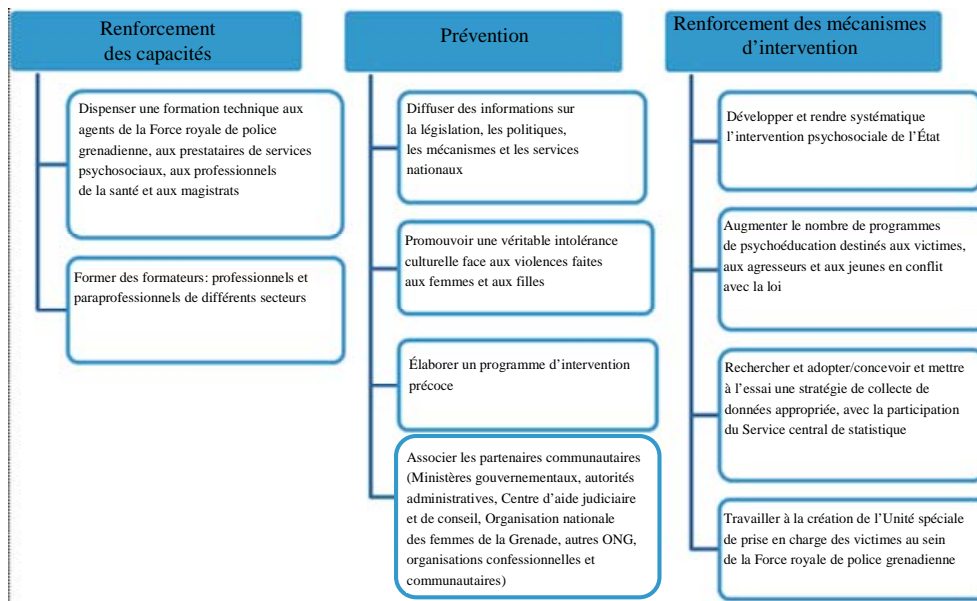 Renforcement
des capacités
Dispenser une formation technique aux
agents de la Force royale de police
grenadienne, aux prestataires de services
psychosociaux, aux professionnels
de la santé et aux magistrats
Former des formateurs: professionnels et
paraprofessionnels de différents secteurs
Prévention
Diffuser des informations sur
la législation, les politiques,
les mécanismes et les services
nationaux
Promouvoir une véritable intolérance
culturelle face aux violences faites
aux femmes et aux filles
Élaborer un programme d'intervention
précoce
Associer les partenaires communautaires
(Ministères gouvernementaux, autorités
administratives, Centre d'aide judiciaire
et de conseil, Organisation nationale
des femmes de la Grenade, autres ONG,
organisations confessionnelles et
communautaires)
Renforcement des mécanismes
d'intervention
Développer et rendre systématique
l'intervention psychosociale de l'État
Augmenter le nombre de programmes
de psychoéducation destinés aux victimes,
aux agresseurs et aux jeunes en conflit
avec la loi
Rechercher et adopter/concevoir et mettre
à l'essai une stratégie de collecte de
données appropriée, avec la participation
du Service central de statistique
Travailler à la création de l'Unité spéciale
de prise en charge des victimes au sein
de la Force royale de police grenadienne